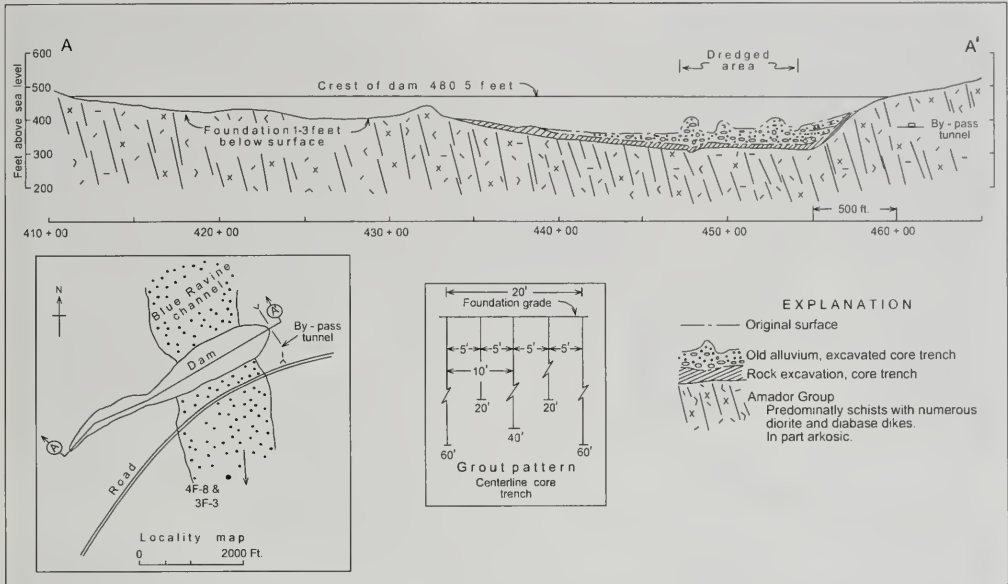 A
A'
Feet above sea level
600
500
400
300
200
Dredged
area
Crest of dam 480 5 feet
Foundation 1-3 feet
below surface
By - pass
tunnel
500 ft.
410 + 00
420 + 00
430 + 00
440 + 00
450 + 00
460 + 00
N
Blue Ravine
channel
A'
By - pass
tunnel
Dam
A
Road
4F-8 &
3F-3
Locality map
0 2000 Ft.
20'
Foundation grade
5' 5' 5' 5'
10'
20' 20'
40'
60' 60'
Grout pattern
Centerline core
trench
EXPLANATION
Original surface
Old alluvium, excavated core trench
Rock excavation, core trench
Amador Group
Predominatly schists with numerous
diorite and diabase dikes.
In part arkosic.